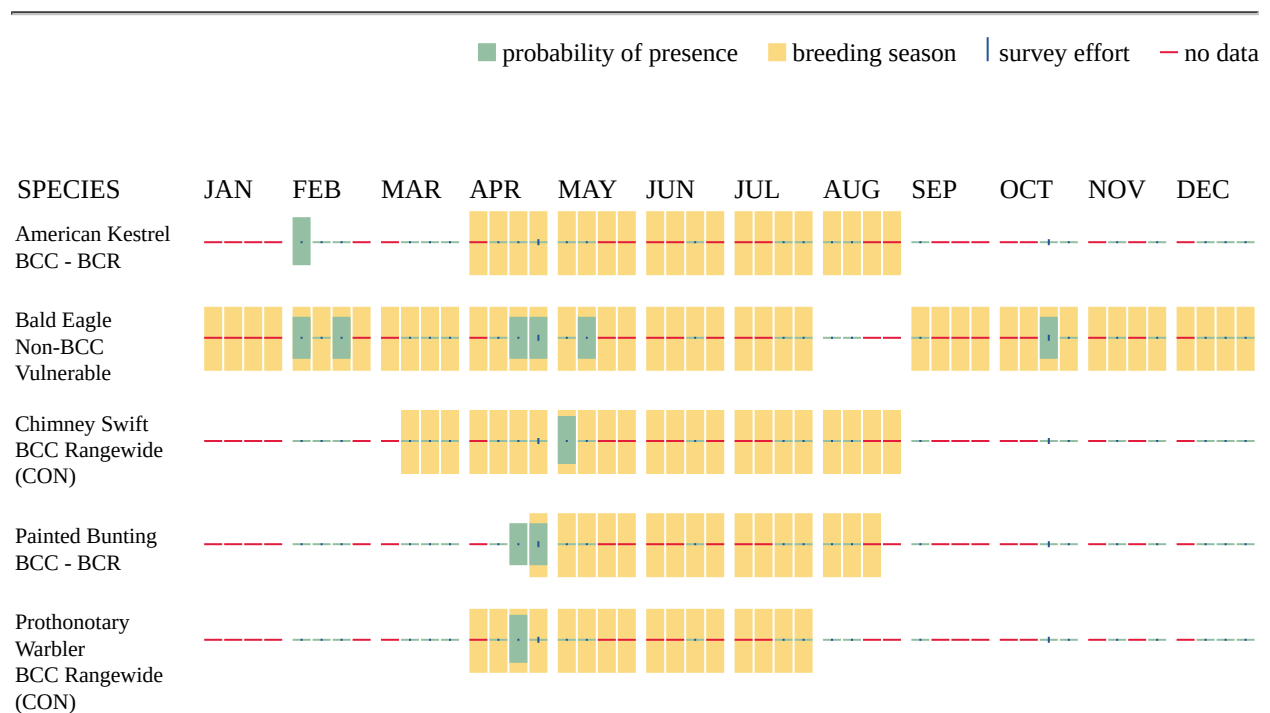 probability of presence breeding season survey effort no data
SPECIES JAN FEB MAR APR MAY JUN JUL AUG SEP OCT NOV DEC
American Kestrel
BCC - BCR
Bald Eagle
Non-BCC
Vulnerable
Chimney Swift
BCC Rangewide
(CON)
Painted Bunting
BCC - BCR
Prothonotary
Warbler
BCC Rangewide
(CON)